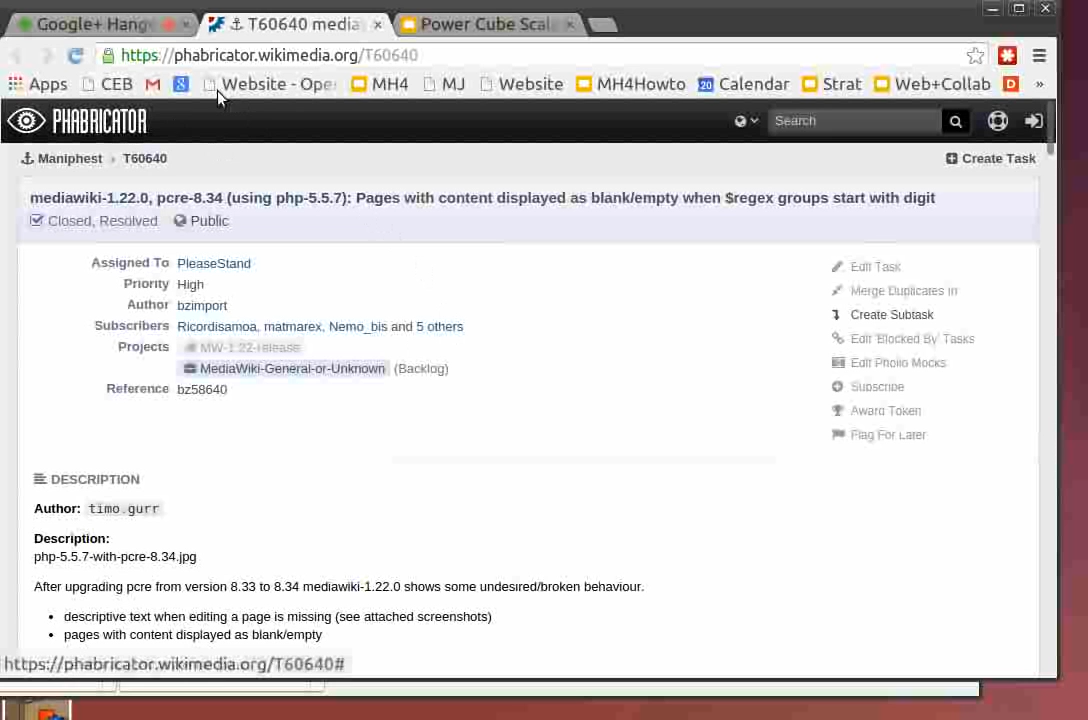 Google+ Hang
T60640 media
Power Cube Scal
https://phabricator.wikimedia.org/T60640
Apps CEB Website - Ope MH4 MJ Website MH4Howto 20 Calendar Strat Web+Collab D »
PHABRICATOR
Search
Maniphest › T60640
Create Task
mediawiki-1.22.0, pcre-8.34 (using php-5.5.7): Pages with content displayed as blank/empty when $regex groups start with digit
Closed, Resolved Public
Assigned To PleaseStand
Priority High
Author bzimport
Subscribers Ricordisamoa, matmarex, Nemo_bis and 5 others
Projects MW-1.22-release
MediaWiki-General-or-Unknown (Backlog)
Reference bz58640
Edit Task
Merge Duplicates In
Create Subtask
Edit 'Blocked By' Tasks
Edit Pholio Mocks
Subscribe
Award Token
Flag For Later
DESCRIPTION
Author: timo.gurr
Description:
php-5.5.7-with-pcre-8.34.jpg
After upgrading pcre from version 8.33 to 8.34 mediawiki-1.22.0 shows some undesired/broken behaviour.
• descriptive text when editing a page is missing (see attached screenshots)
• pages with content displayed as blank/empty
https://phabricator.wikimedia.org/T60640#